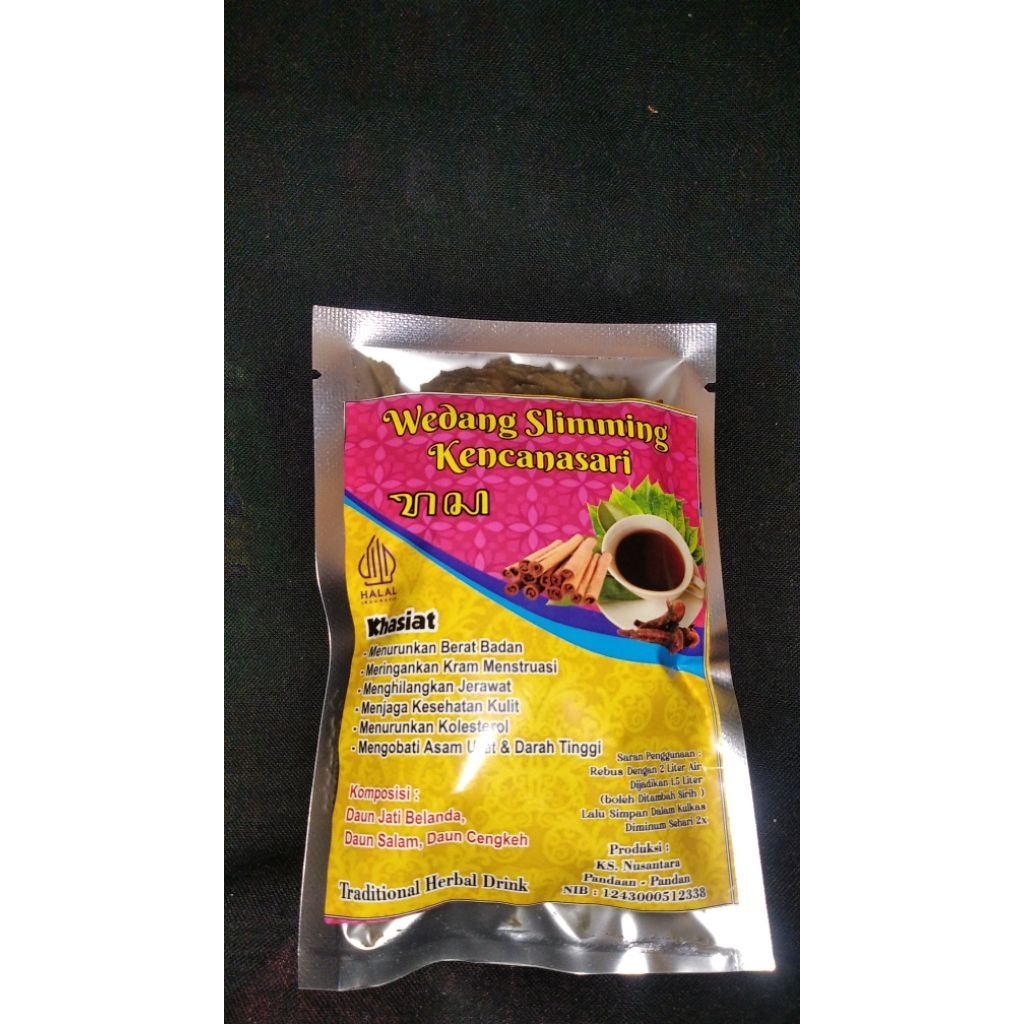 Wedang Slimming
Kencanasari
HALAL
INDONESIA
Khasiat
- Menurunkan Berat Badan
- Meringankan Kram Menstruasi
- Menghilangkan Jerawat
- Menjaga Kesehatan Kulit
- Menurunkan Kolesterol
- Mengobati Asam Urat & Darah Tinggi
Komposisi :
Daun Jati Belanda,
Daun Salam, Daun Cengkeh
Traditional Herbal Drink
Saran Penggunaan :
Rebus Dengan 2 Liter Air
Dijadikan 1.5 Liter
(boleh Ditambah Sirih )
Lalu Simpan Dalam Kulkas
Diminum Sehari 2x
Produksi :
KS. Nusantara
Pandaan - Pandan
NIB : 1243000512338